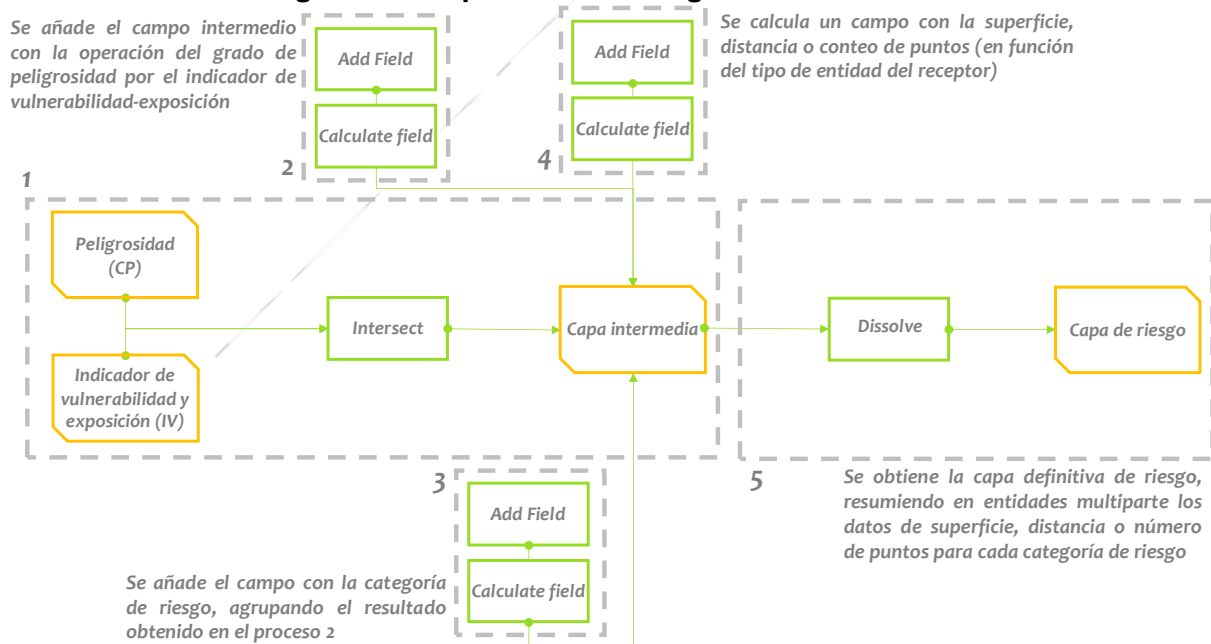 Se añade el campo intermedio
con la operación del grado de
peligrosidad por el indicador de
vulnerabilidad-exposición
Add Field
Calculate field
2
Add Field
Calculate field
4
Se calcula un campo con la superficie,
distancia o conteo de puntos (en función
del tipo de entidad del receptor)
1
Peligrosidad
(CP)
Indicador de
vulnerabilidad y
exposición (IV)
Intersect
Capa intermedia
Dissolve
Capa de riesgo
3
Add Field
Calculate field
Se añade el campo con la categoría
de riesgo, agrupando el resultado
obtenido en el proceso 2
5
Se obtiene la capa definitiva de riesgo,
resumiendo en entidades multiparte los
datos de superficie, distancia o número
de puntos para cada categoría de riesgo